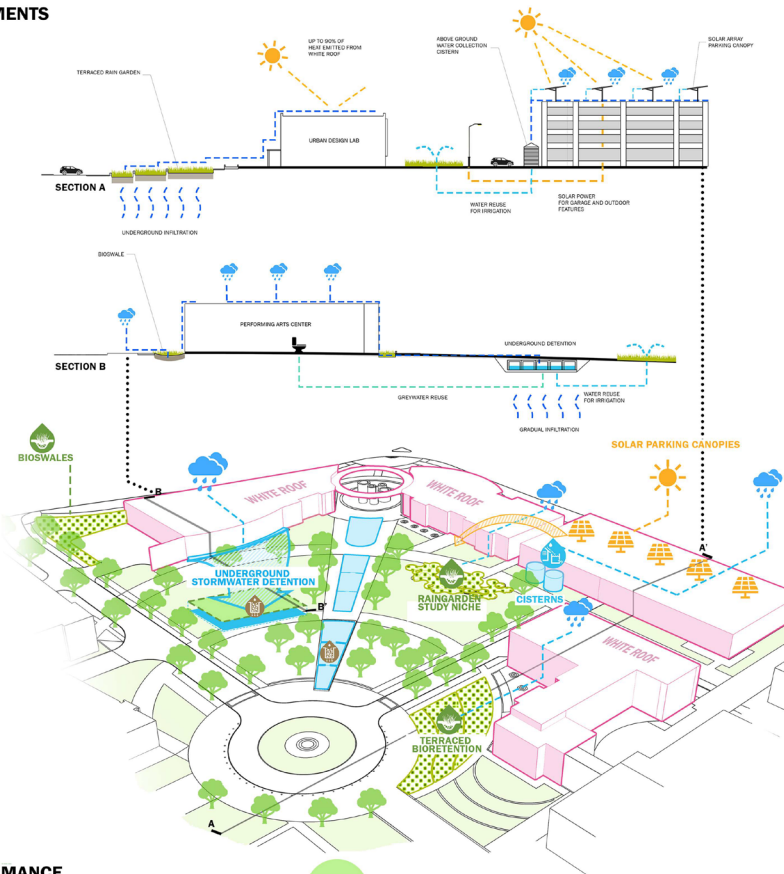 MENTS
UP TO 90% OF
HEAT EMITTED FROM
WHITE ROOF
ABOVE GROUND
WATER COLLECTION
CISTERN
SOLAR ARRAY
PARKING CANOPY
TERRACED RAIN GARDEN
URBAN DESIGN LAB
SECTION A
WATER REUSE
FOR IRRIGATION
SOLAR POWER
FOR GARAGE AND OUTDOOR
FEATURES
UNDERGROUND INFILTRATION
BIOSWALE
PERFORMING ARTS CENTER
UNDERGROUND DETENTION
SECTION B
GREYWATER REUSE
WATER REUSE
FOR IRRIGATION
GRADUAL INFILTRATION
SOLAR PARKING CANOPIES
BIOSWALES
B
WHITE ROOF
WHITE ROOF
A'
UNDERGROUND
STORMWATER DETENTION
B'
RAINGARDEN
STUDY NICHE
CISTERNS
WHITE ROOF
TERRACED
BIORETENTION
A
MANCE